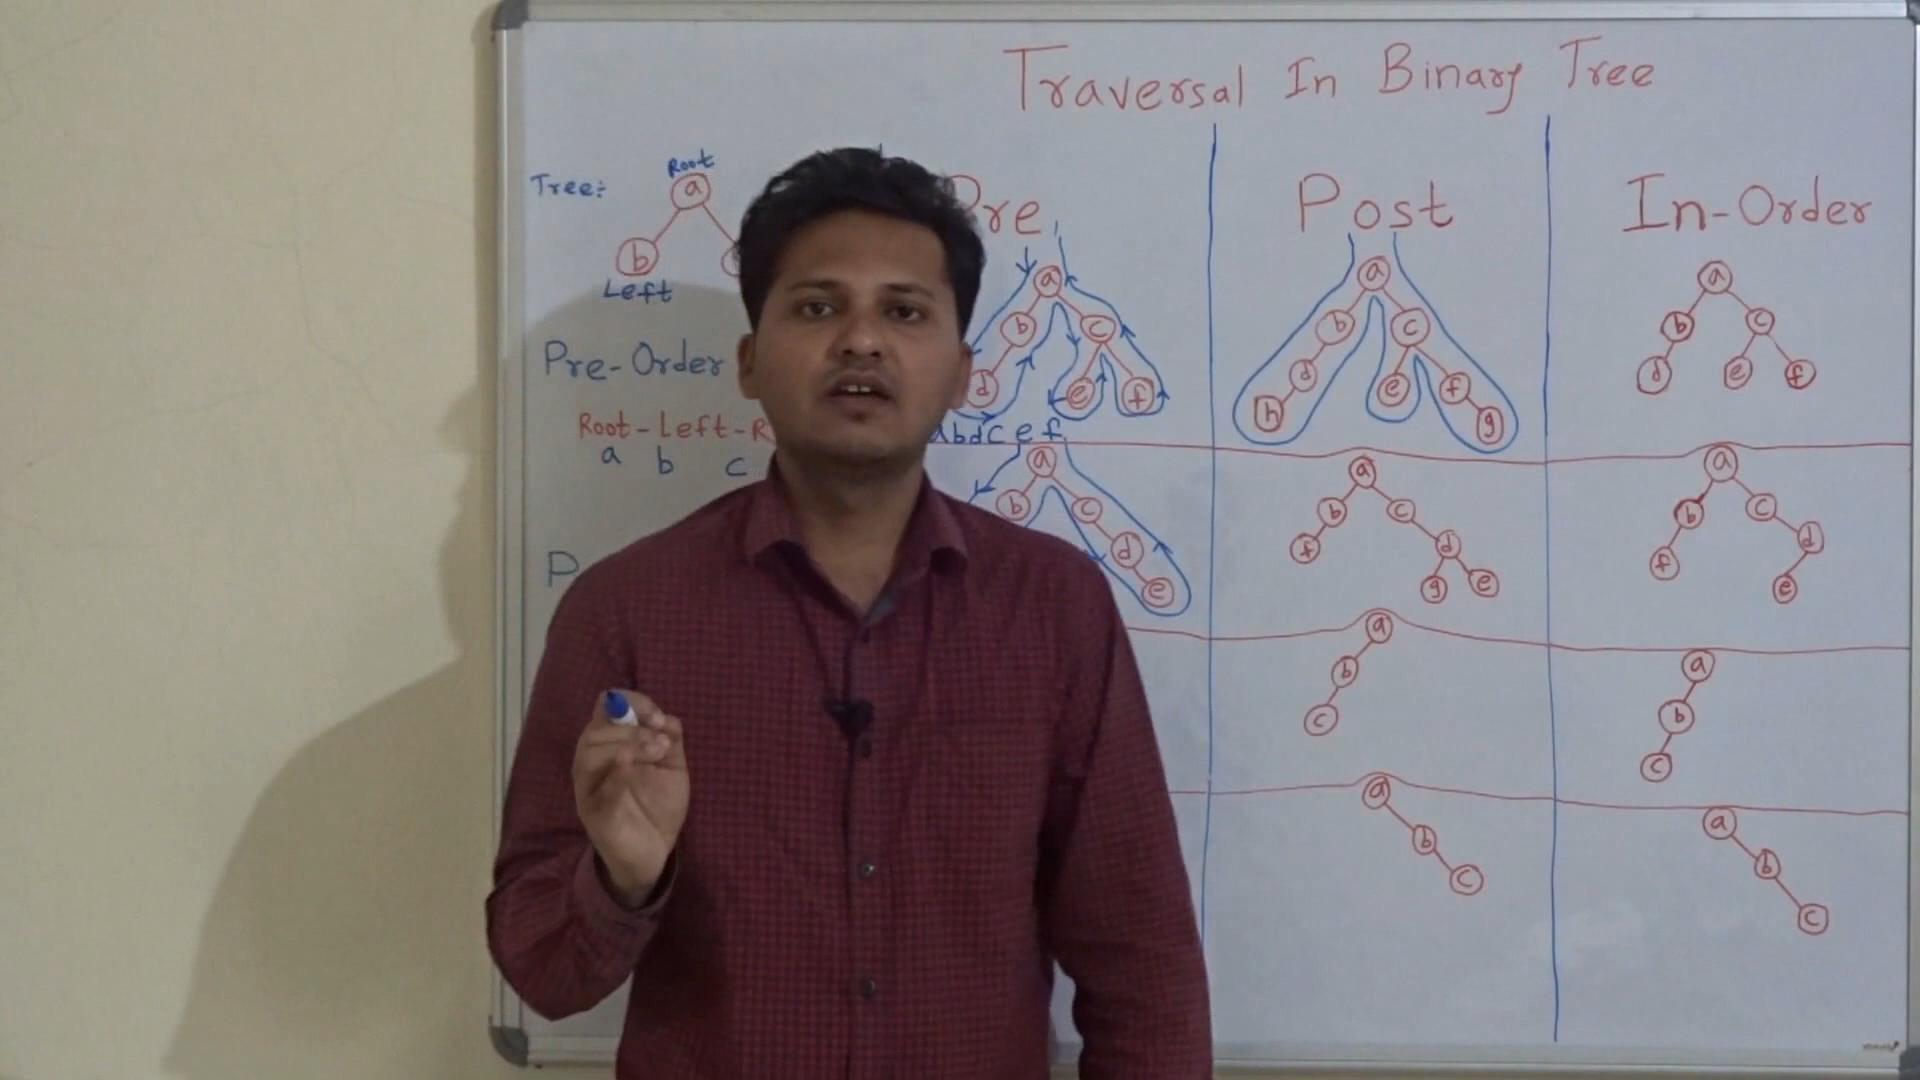 Traversal In Binary Tree
Tree:
Root
a
b
Left
Pre-Order
Root-Left-R
a b c
P
Pre
a
b c
d e f
abdcef
a
b c
d
e
Post
a
b c
d e f
h g
a
b c
f d
g e
a
b
c
a
b
c
In-Order
a
b c
d e f
a
b c
f d
e
a
b
c
a
b
c